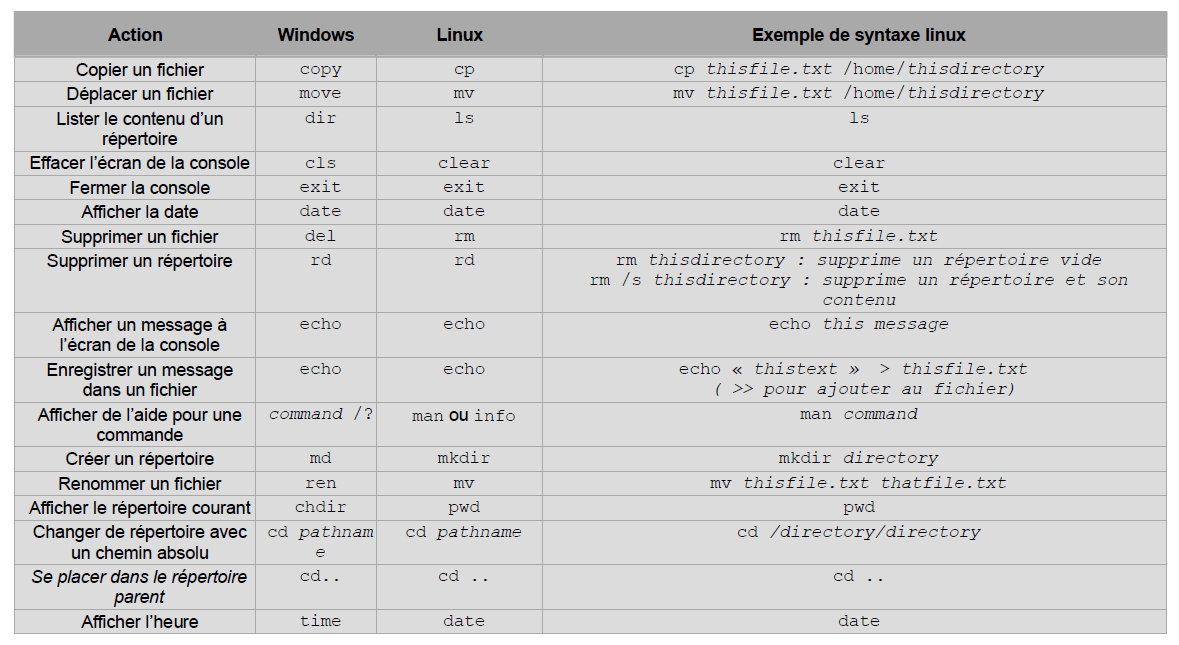 Action Windows Linux Exemple de syntaxe linux
Copier un fichier copy cp cp thisfile.txt /home/thisdirectory
Déplacer un fichier move mv mv thisfile.txt /home/thisdirectory
Lister le contenu d’un dir ls ls
répertoire
Effacer l’écran de la console cls clear clear
Fermer la console exit exit exit
Afficher la date date date date
Supprimer un fichier del rm rm thisfile.txt
Supprimer un répertoire rd rd rm thisdirectory : supprime un répertoire vide
rm /s thisdirectory : supprime un répertoire et son
contenu
Afficher un message à echo echo echo this message
l’écran de la console
Enregistrer un message echo echo echo « thistext » > thisfile.txt
dans un fichier ( >> pour ajouter au fichier)
Afficher de l’aide pour une command /? man ou info man command
commande
Créer un répertoire md mkdir mkdir directory
Renommer un fichier ren mv mv thisfile.txt thatfile.txt
Afficher le répertoire courant chdir pwd pwd
Changer de répertoire avec cd pathnam cd pathname cd /directory/directory
un chemin absolu e
Se placer dans le répertoire cd.. cd .. cd ..
parent
Afficher l’heure time date date